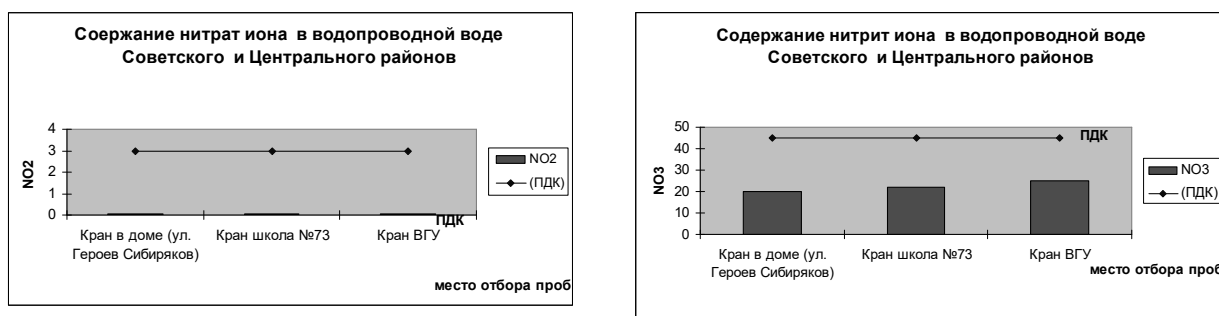 Соержание нитрат иона в водопроводной воде
Советского и Центрального районов
4
3
2
1
0
NO2
ПДК
Кран в доме (ул.
Героев Сибиряков)
Кран школа №73
Кран ВГУ
место отбора проб
NO2
(ПДК)
Содержание нитрит иона в водопроводной воде
Советского и Центрального районов
50
40
30
20
10
0
NO3
ПДК
Кран в доме (ул.
Героев Сибиряков)
Кран школа №73
Кран ВГУ
место отбора проб
NO3
(ПДК)